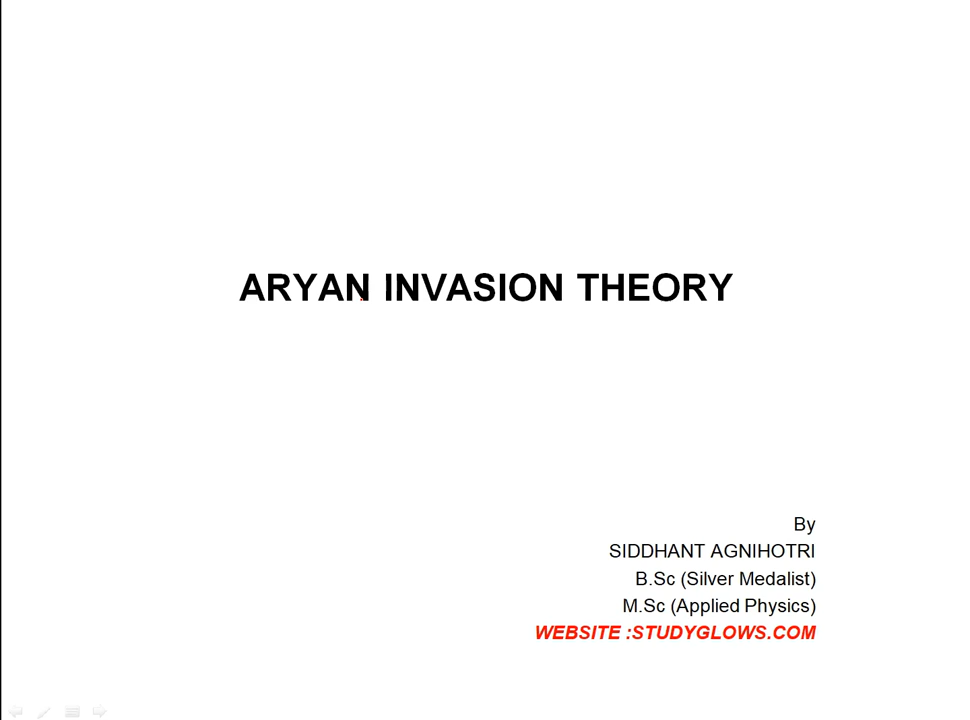 ARYAN INVASION THEORY
By
SIDDHANT AGNIHOTRI
B.Sc (Silver Medalist)
M.Sc (Applied Physics)
WEBSITE :STUDYGLOWS.COM